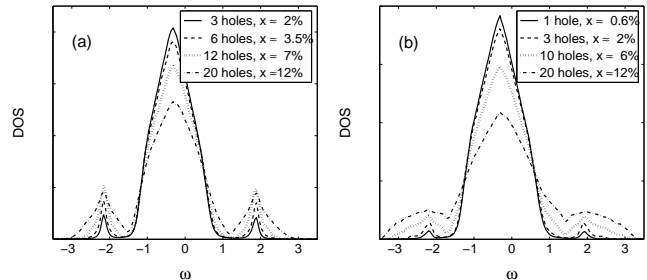 (a)
3 holes, x ≈ 2%
6 holes, x ≈ 3.5%
12 holes, x ≈ 7%
20 holes, x ≈12%
DOS
−3 −2 −1 0 1 2 3
ω
(b)
1 hole, x ≈ 0.6%
3 holes, x ≈ 2%
10 holes, x ≈ 6%
20 holes, x ≈12%
DOS
−3 −2 −1 0 1 2 3
ω